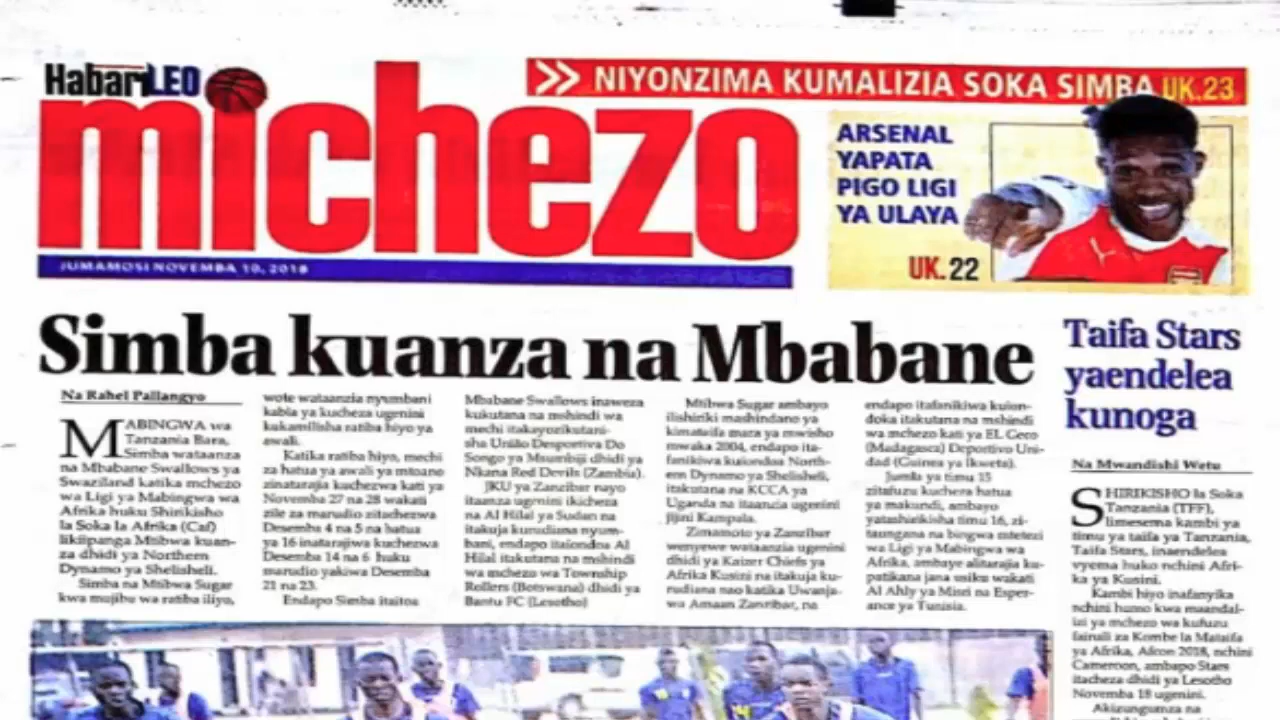 HabariLEO
michezo
JUMAMOSI NOVEMBA 10, 2018
NIYONZIMA KUMALIZIA SOKA SIMBA UK.23
ARSENAL
YAPATA
PIGO LIGI
YA ULAYA
UK. 22
Simba kuanza na Mbabane
Na Rahel Pallangyo
MABINGWA wa
Tanzania Bara,
Simba wataanza
na Mbabane Swallows ya
Swaziland katika mchezo
wa Ligi ya Mabingwa wa
Afrika huku Shirikisho
la Soka la Afrika (Caf)
likiipanga Mtibwa kuan-
za dhidi ya Northern
Dynamo ya Shelisheli.
Simba na Mtibwa Sugar
kwa mujibu wa ratiba iliyo,
wote wataanzia nyumbani
kabla ya kucheza ugenini
kukamilisha ratiba hiyo ya
awali.
Katika ratiba hiyo, mechi
za hatua ya awali ya mtoano
zinatarajia kuchezwa kati ya
Novemba 27 na 28 wakati
zile za marudio zitachezwa
Desemba 4 na 5 na hatua
ya 16 inatarajiwa kuchezwa
Desemba 14 na 6 huku
marudio yakiwa Desemba
21 na 23.
Endapo Simba itaitoa
Mbabane Swallows inaweza
kukutana na mshindi wa
mechi itakayozikutani-
sha União Desportiva Do
Songo ya Msumbiji dhidi ya
Nkana Red Devils (Zambia).
JKU ya Zanzibar nayo
itaanza ugenini ikicheza
na Al Hilal ya Sudan na
itakuja kurudiana nyum-
bani, endapo itaiondoa Al
Hilal itakutana na mshindi
wa mchezo wa Township
Rollers (Botswana) dhidi ya
Bantu FC (Lesotho)
Mtibwa Sugar ambayo
ilishiriki mashindano ya
kimataifa mara ya mwisho
mwaka 2004, endapo ita-
fanikiwa kuiondoa North-
ern Dynamo ya Shelisheli,
itakutana na KCCA ya
Uganda na itaanza ugenini
jijini Kampala.
Zimamoto ya Zanzibar
wenyewe wataanzia ugenini
dhidi ya Kaizer Chiefs ya
Afrika Kusini na itakuja ku-
rudiana nao katika Uwanja-
wa Amaan Zanzibar, na
endapo itafanikiwa kuion-
doka itakutana na mshindi
wa mchezo kati ya EL Geco
(Madagasca) Deportivo Uni-
dad (Guinea ya Ikweta).
Jumla ya timu 15
zitafuzu kuchera hatua
ya makundi, ambayo
yatashirikisha timu 16, zi-
taungana na bingwa mtetezi
wa Ligi ya Mabingwa wa
Afrika, ambaye alitarajia ku-
patikana jana usiku wakati
Al Ahly ya Misri na Esper-
ance ya Tunisia.
Taifa Stars
yaendelea
kunoga
Na Mwandishi Wetu
SHIRIKISHO la Soka
Tanzania (TFF),
limesema kambi ya
timu ya taifa ya Tanzania,
Taifa Stars, inaendelea
vyema huko nchini Afri-
ka ya Kusini.
Kambi hiyo inafanyika
nchini humo kwa maandal-
izi ya mchezo wa kufuzu
fainali za Kombe la Mataifa
ya Afrika, Afcon 2018, nchini
Cameroon, ambapo Stars
itacheza dhidi ya Lesotho
Novemba 18 ugenini.
Akizungunza na